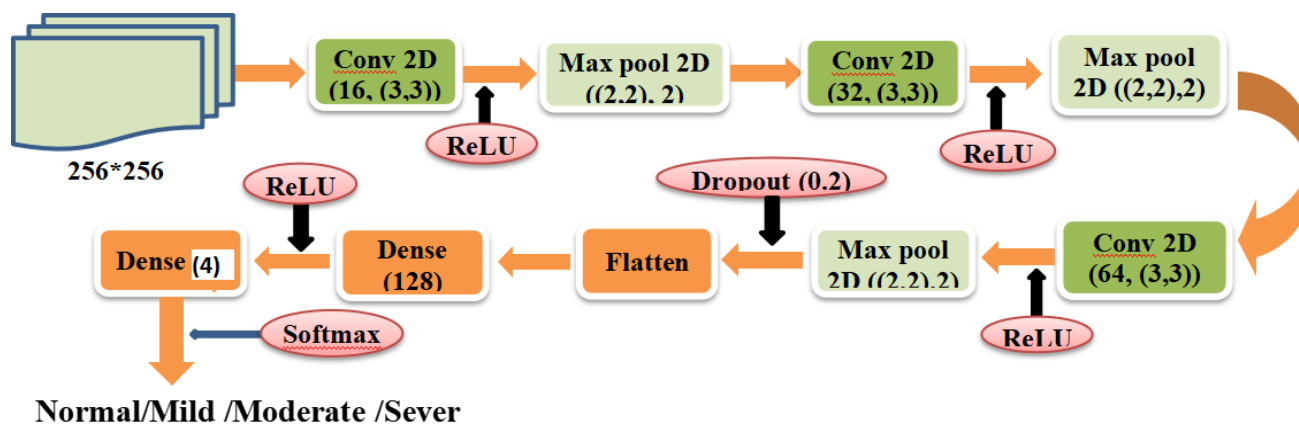 256*256
Conv 2D
(16, (3,3))
ReLU
Max pool 2D
((2,2), 2)
Conv 2D
(32, (3,3))
ReLU
Max pool
2D ((2,2),2)
Conv 2D
(64, (3,3))
ReLU
Max pool
2D ((2,2),2)
Dropout (0.2)
Flatten
Dense
(128)
ReLU
Dense (4)
Softmax
Normal/Mild /Moderate /Sever